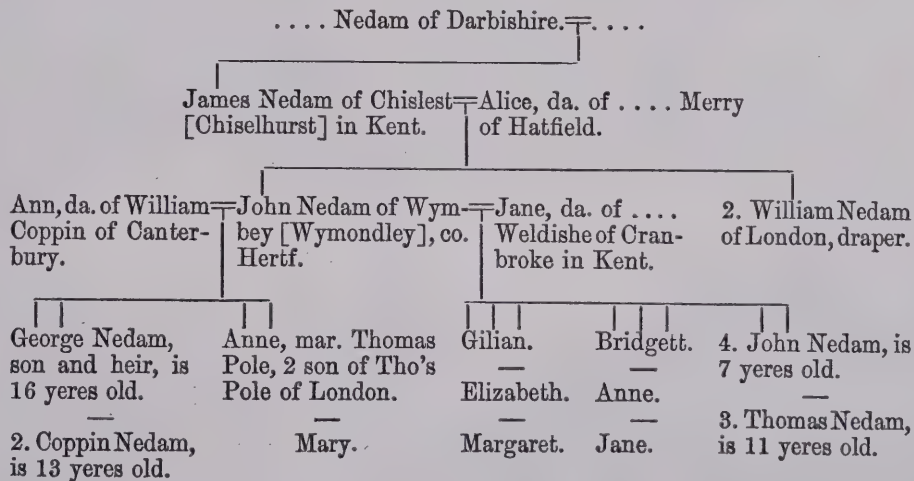 .... Nedam of Darbishire.=....
James Nedam of Chislest=Alice, da. of .... Merry
[Chiselhurst] in Kent. of Hatfield.
Ann, da. of William=John Nedam of Wym-=Jane, da. of .... 2. William Nedam
Coppin of Canter- bey [Wymondley], co. Weldishe of Cran- of London, draper.
bury. Hertf. broke in Kent.
George Nedam, Anne, mar. Thomas Gilian. Bridgett. 4. John Nedam, is
son and heir, is Pole, 2 son of Tho's 7 yeres old.
16 yeres old. Pole of London. Elizabeth. Anne.
2. Coppin Nedam, Mary. Margaret. Jane. 3. Thomas Nedam,
is 13 yeres old. is 11 yeres old.